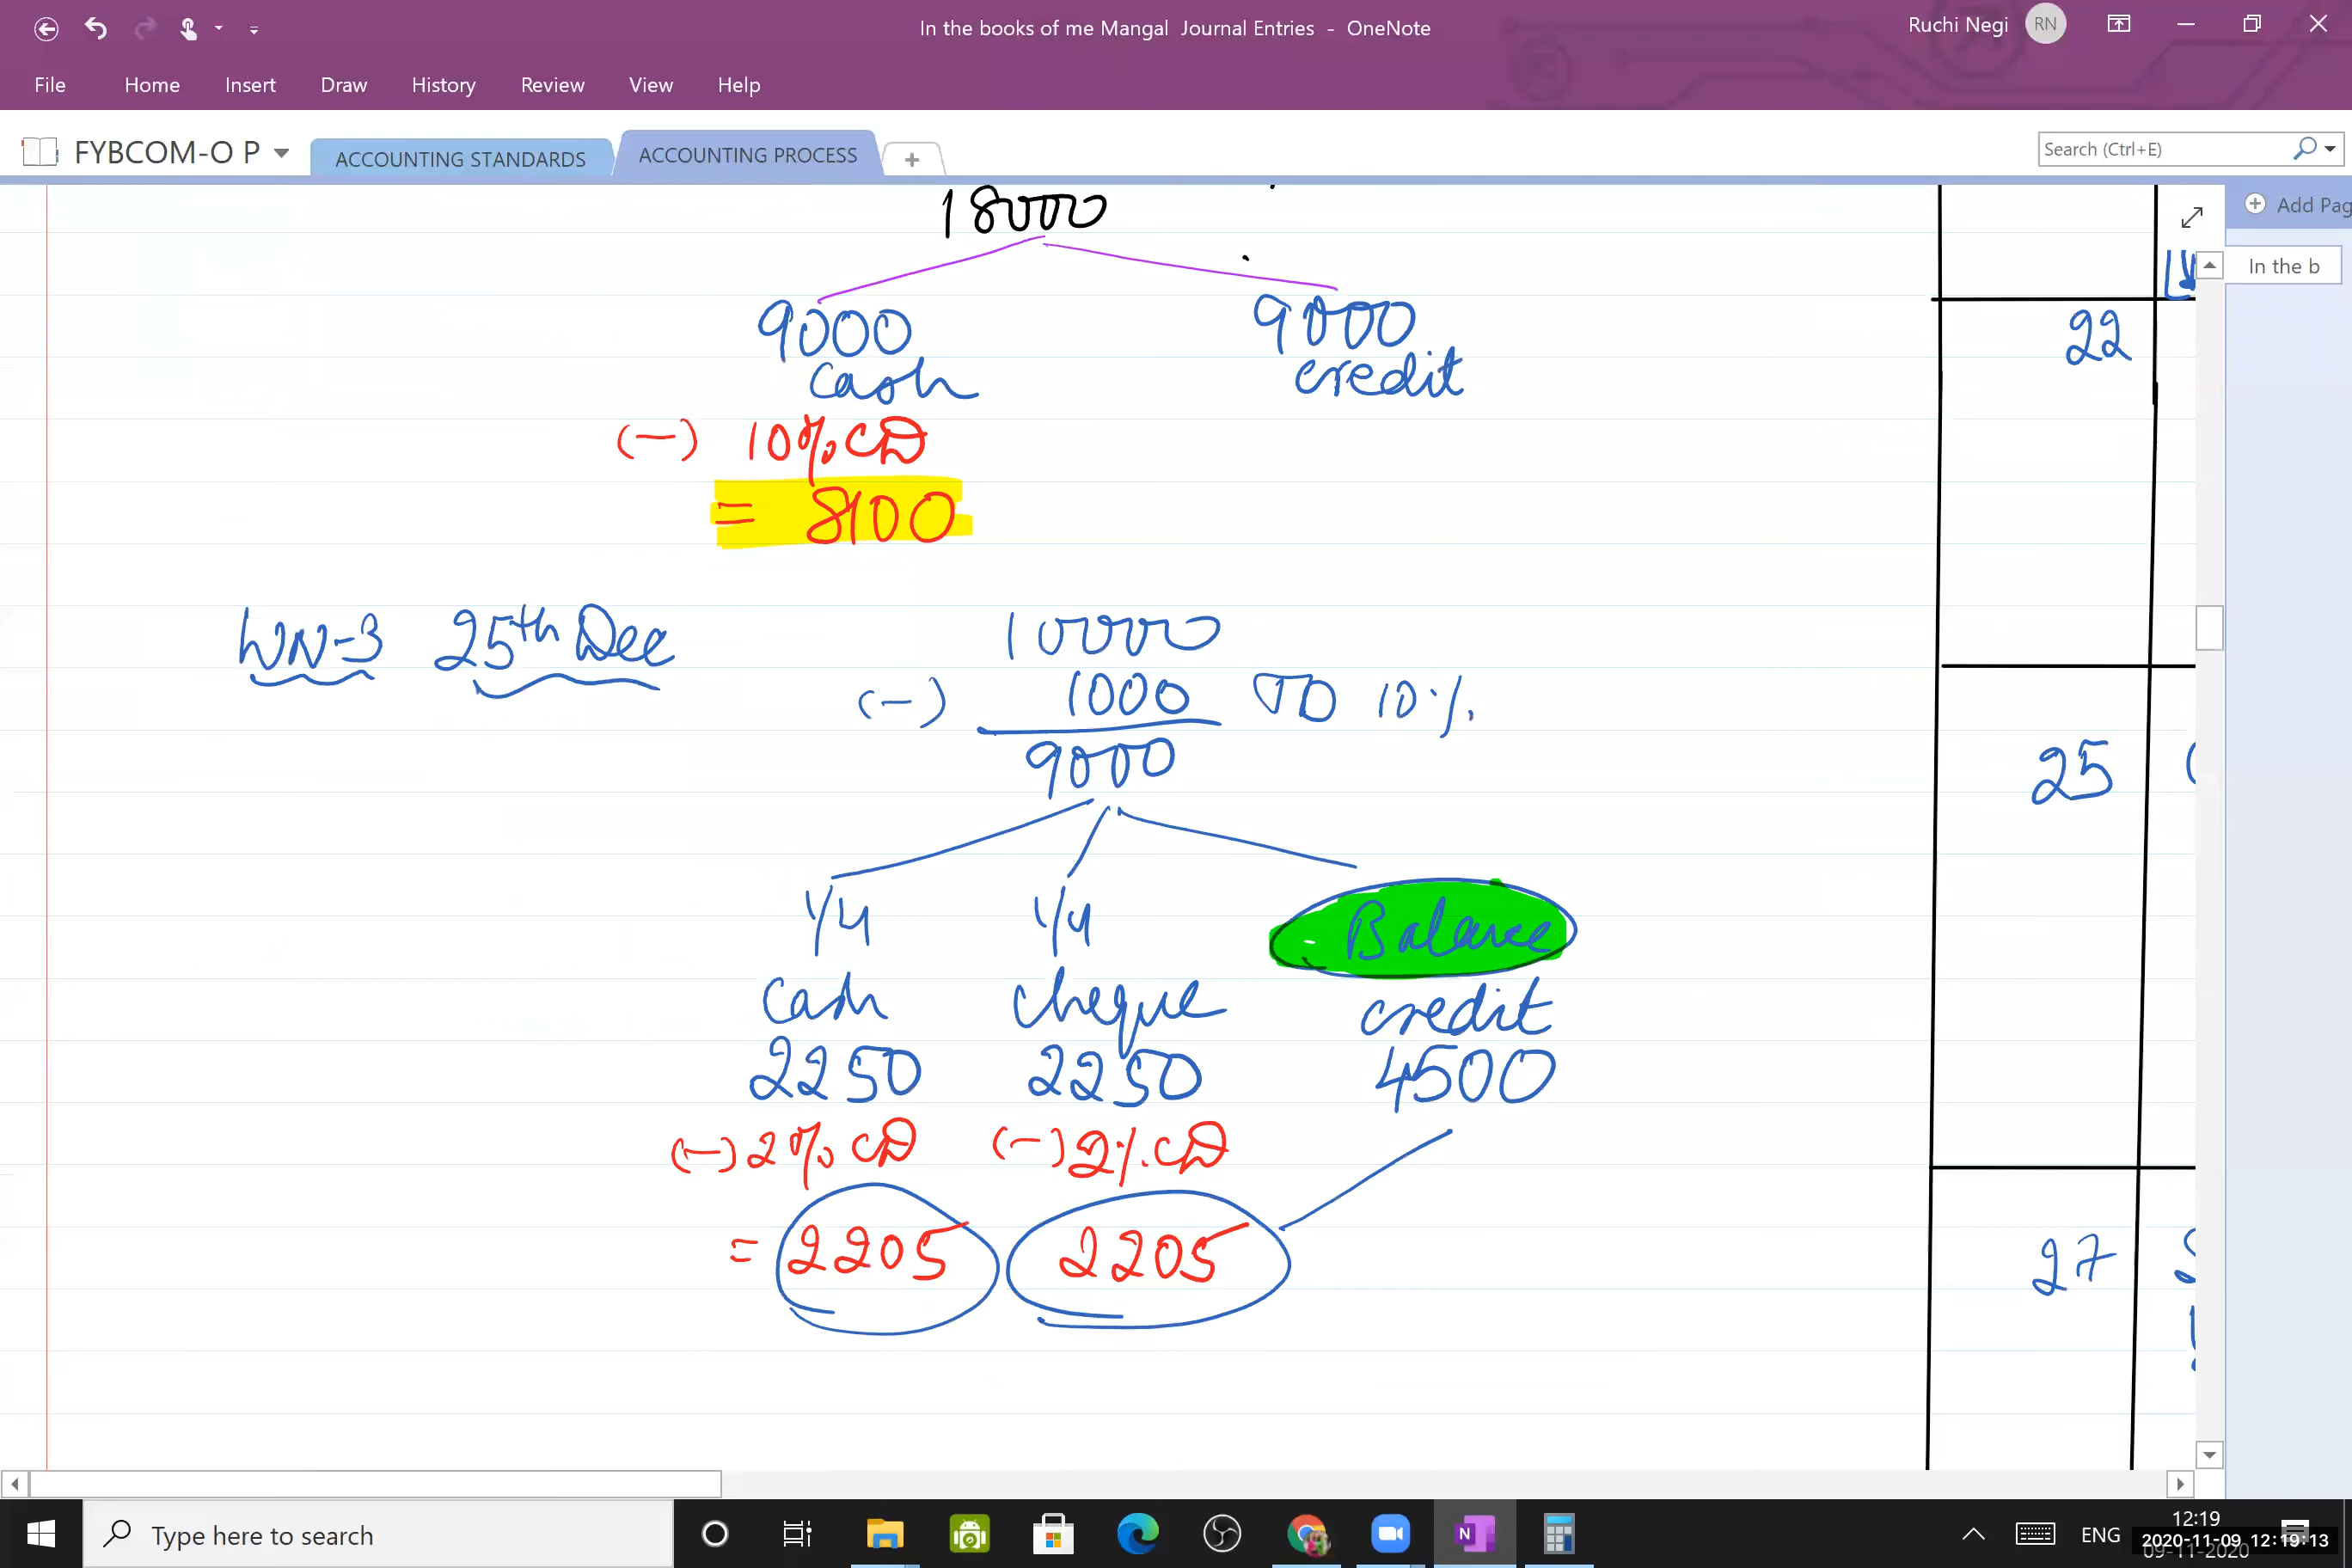 In the books of me Mangal Journal Entries - OneNote
Ruchi Negi RN
File Home Insert Draw History Review View Help
FYBCOM-O P ACCOUNTING STANDARDS ACCOUNTING PROCESS
Search (Ctrl+E)
Add Pag
In the b
18000
9000 9000
cash credit
(-) 10% CD
= 8100
22
WN-3 25th Dec 10000
(-) 1000 TD 10%
9000
25
1/4 1/4 Balance
Cash cheque credit
2250 2250 4500
(-) 2% CD (-) 2% CD
= 2205 2205
27
Type here to search
ENG
12:19
2020-11-09 12:19:13
09-11-2020